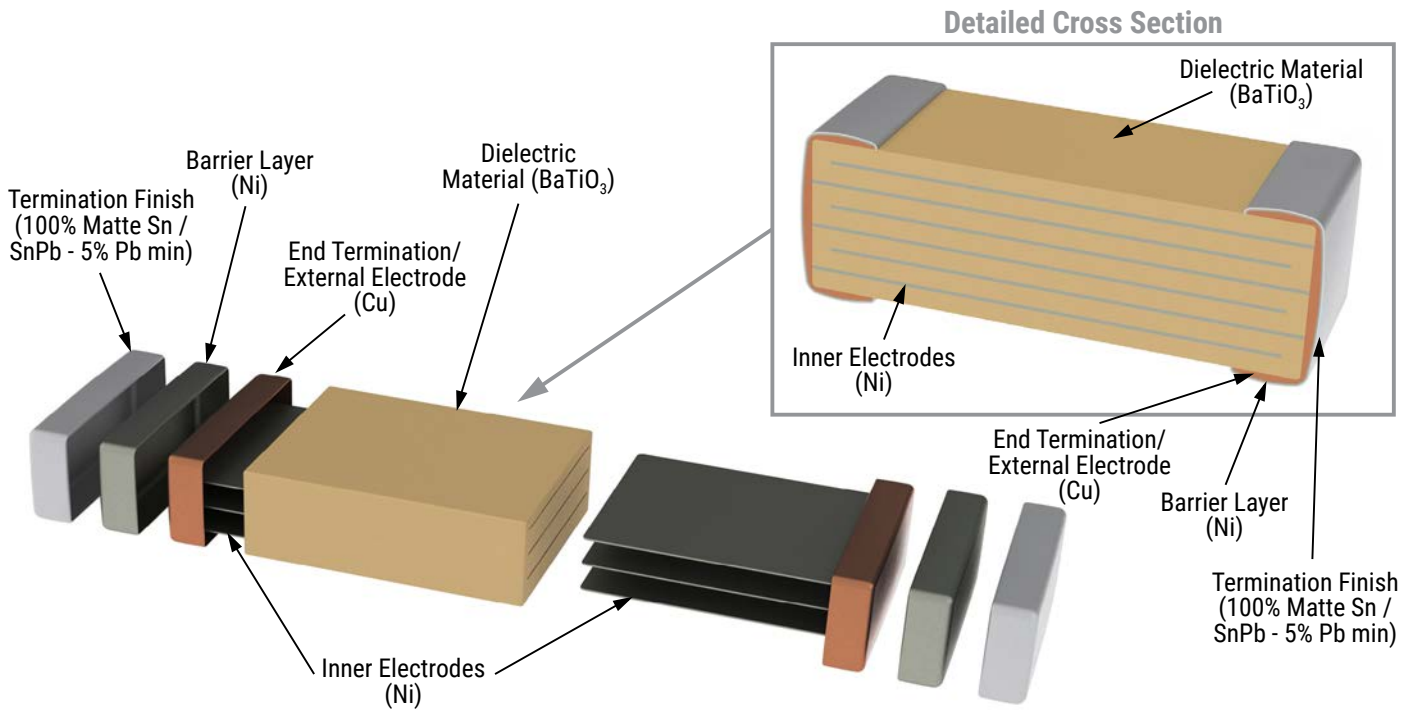 Detailed Cross Section
Dielectric Material
(BaTiO₃)
Barrier Layer
(Ni)
Dielectric
Material (BaTiO₃)
Termination Finish
(100% Matte Sn /
SnPb - 5% Pb min)
End Termination/
External Electrode
(Cu)
Inner Electrodes
(Ni)
End Termination/
External Electrode
(Cu)
Barrier Layer
(Ni)
Termination Finish
(100% Matte Sn /
SnPb - 5% Pb min)
Inner Electrodes
(Ni)